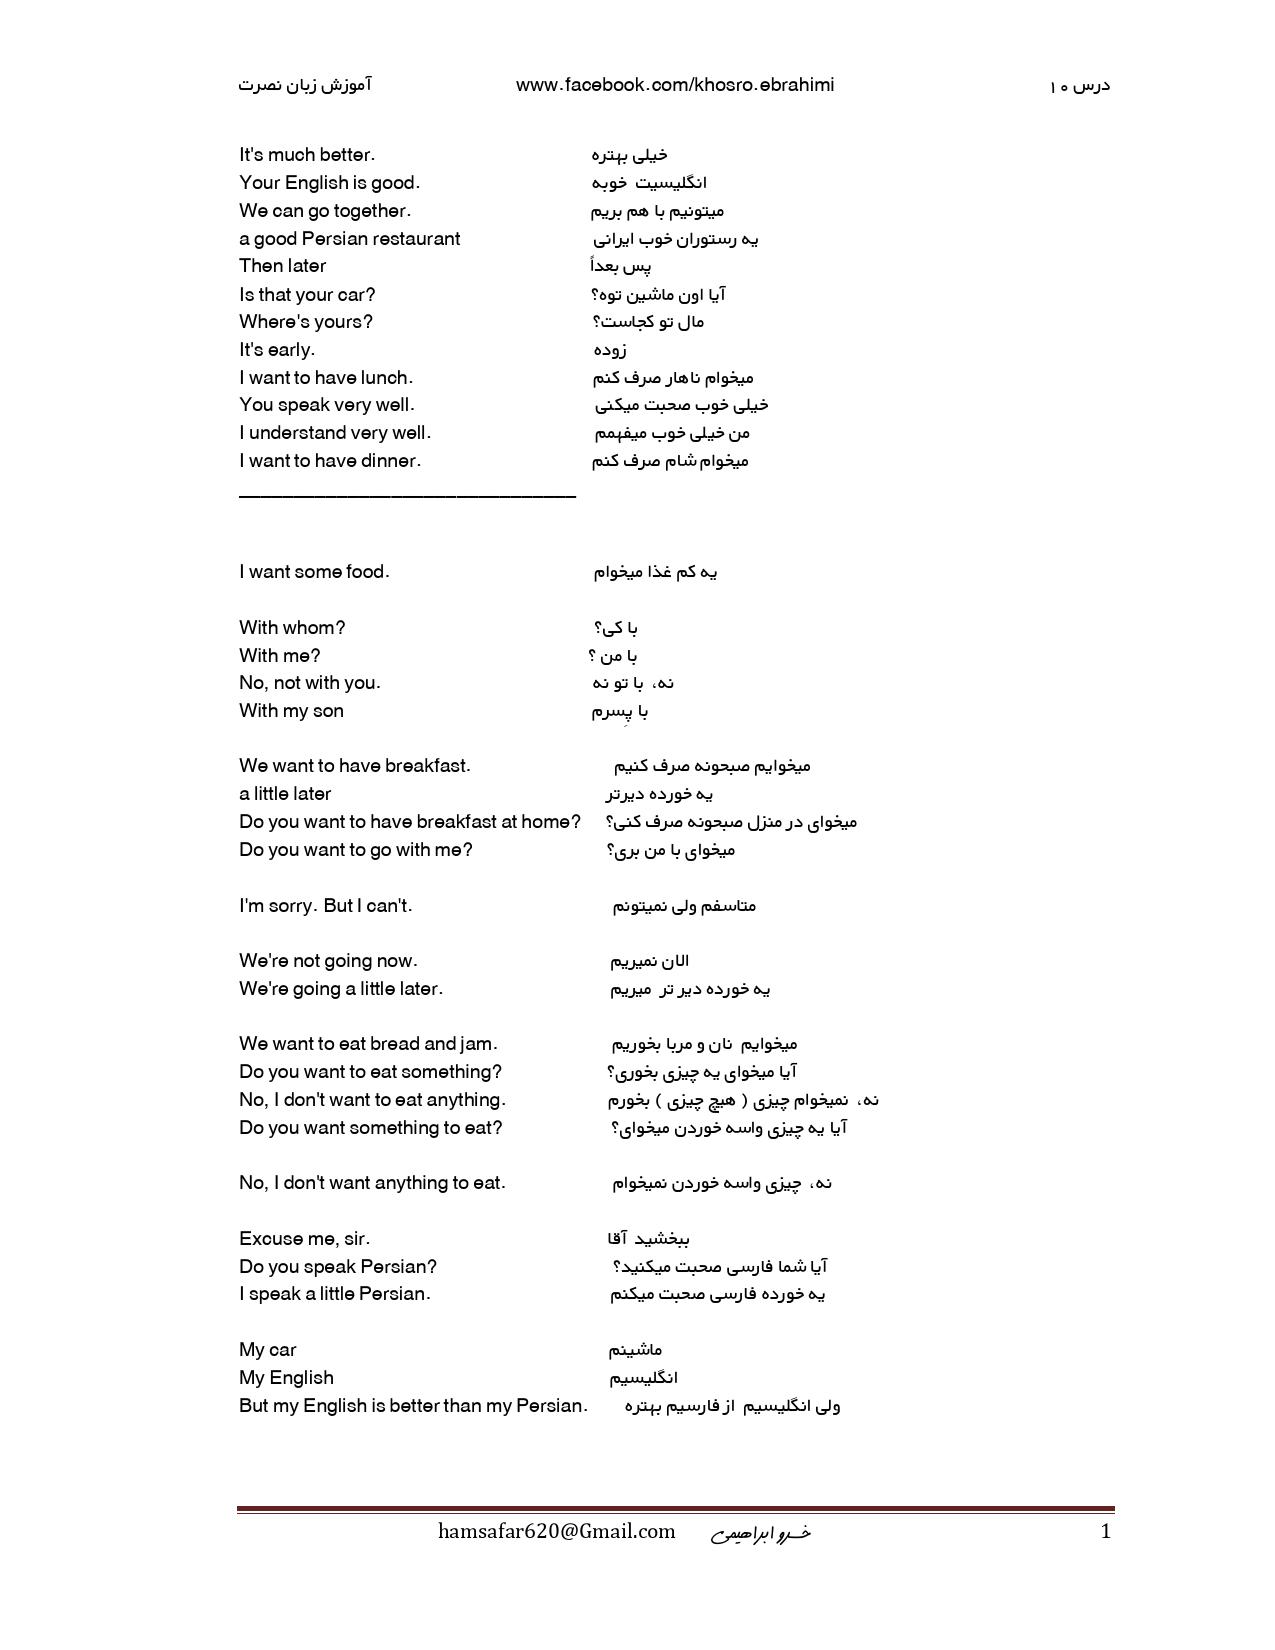 آموزش زبان نصرت www.facebook.com/khosro.ebrahimi درس ۱۰
It's much better. خیلی بهتره
Your English is good. انگلیسیت خوبه
We can go together. میتونیم با هم بریم
a good Persian restaurant یه رستوران خوب ایرانی
Then later پس بعداً
Is that your car? آیا اون ماشین توه؟
Where's yours? مال تو کجاست؟
It's early. زوده
I want to have lunch. میخوام ناهار صرف کنم
You speak very well. خیلی خوب صحبت میکنی
I understand very well. من خیلی خوب میفهمم
I want to have dinner. میخوام شام صرف کنم
I want some food. یه کم غذا میخوام
With whom? با کی؟
With me? با من ؟
No, not with you. نه، با تو نه
With my son با پِسرم
We want to have breakfast. میخوایم صبحونه صرف کنیم
a little later یه خورده دیرتر
Do you want to have breakfast at home? میخوای در منزل صبحونه صرف کنی؟
Do you want to go with me? میخوای با من بری؟
I'm sorry. But I can't. متاسفم ولی نمیتونم
We're not going now. الان نمیریم
We're going a little later. یه خورده دیر تر میریم
We want to eat bread and jam. میخوایم نان و مربا بخوریم
Do you want to eat something? آیا میخوای یه چیزی بخوری؟
No, I don't want to eat anything. نه، نمیخوام چیزی ( هیچ چیزی ) بخورم
Do you want something to eat? آیا یه چیزی واسه خوردن میخوای؟
No, I don't want anything to eat. نه، چیزی واسه خوردن نمیخوام
Excuse me, sir. ببخشید آقا
Do you speak Persian? آیا شما فارسی صحبت میکنید؟
I speak a little Persian. یه خورده فارسی صحبت میکنم
My car ماشینم
My English انگلیسیم
But my English is better than my Persian. ولی انگلیسیم از فارسیم بهتره
hamsafar620@Gmail.com خسرو ابراهیمی 1